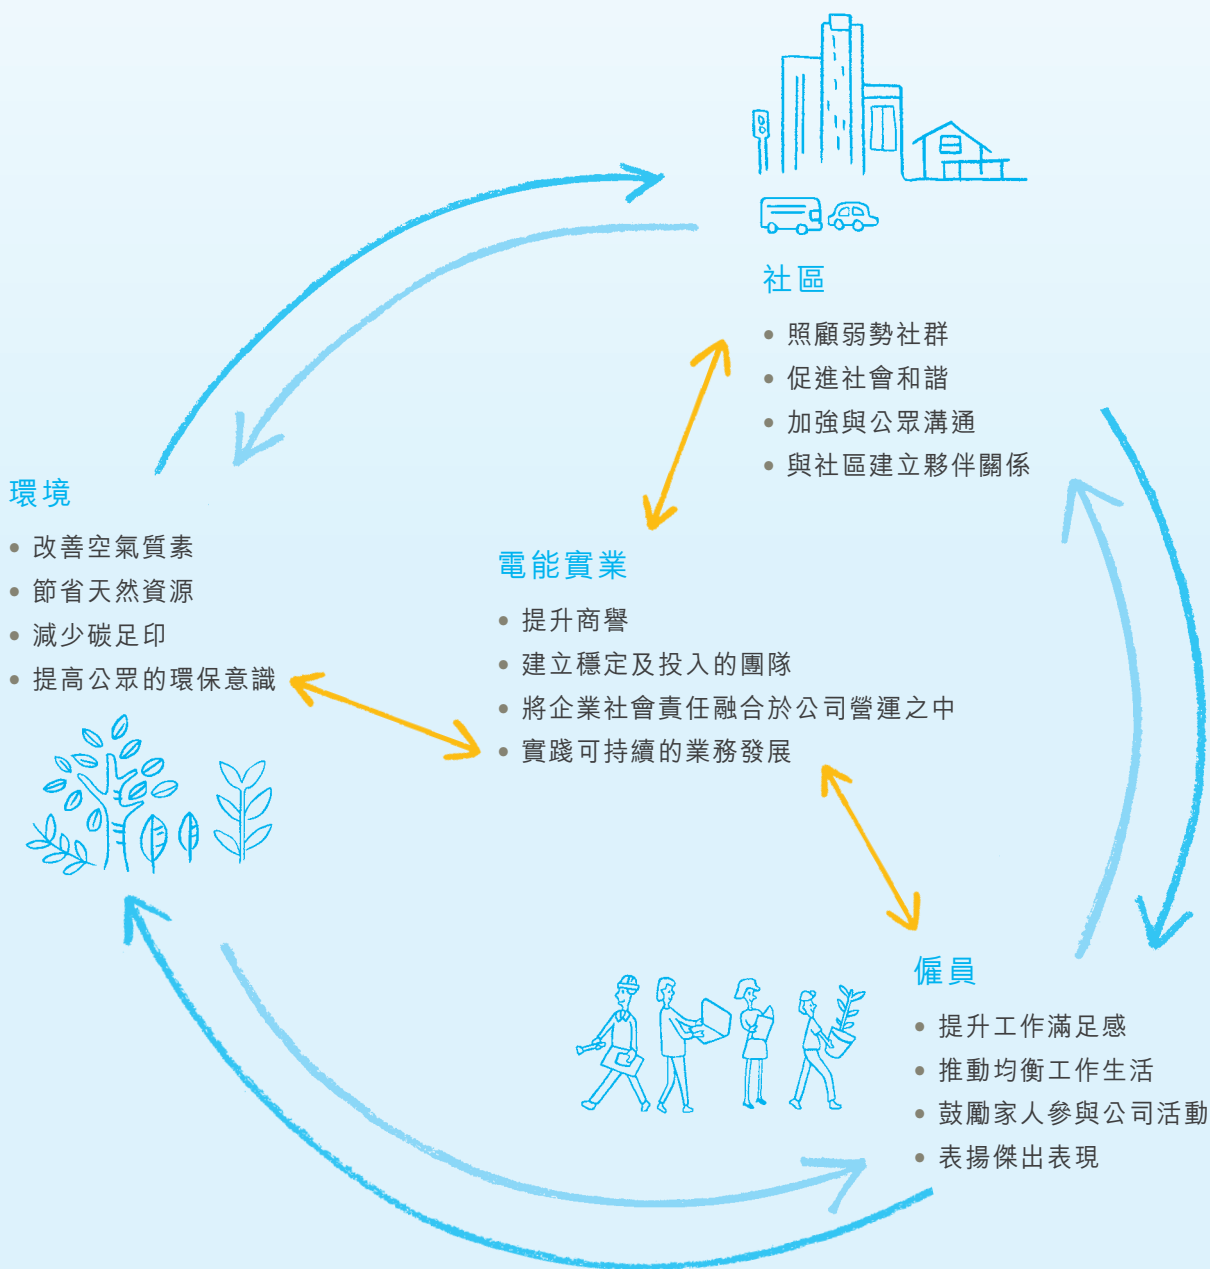 社區
• 照顧弱勢社群
• 促進社會和諧
• 加強與公眾溝通
• 與社區建立夥伴關係
環境
• 改善空氣質素
• 節省天然資源
• 減少碳足印
• 提高公眾的環保意識
電能實業
• 提升商譽
• 建立穩定及投入的團隊
• 將企業社會責任融合於公司營運之中
• 實踐可持續的業務發展
僱員
• 提升工作滿足感
• 推動均衡工作生活
• 鼓勵家人參與公司活動
• 表揚傑出表現